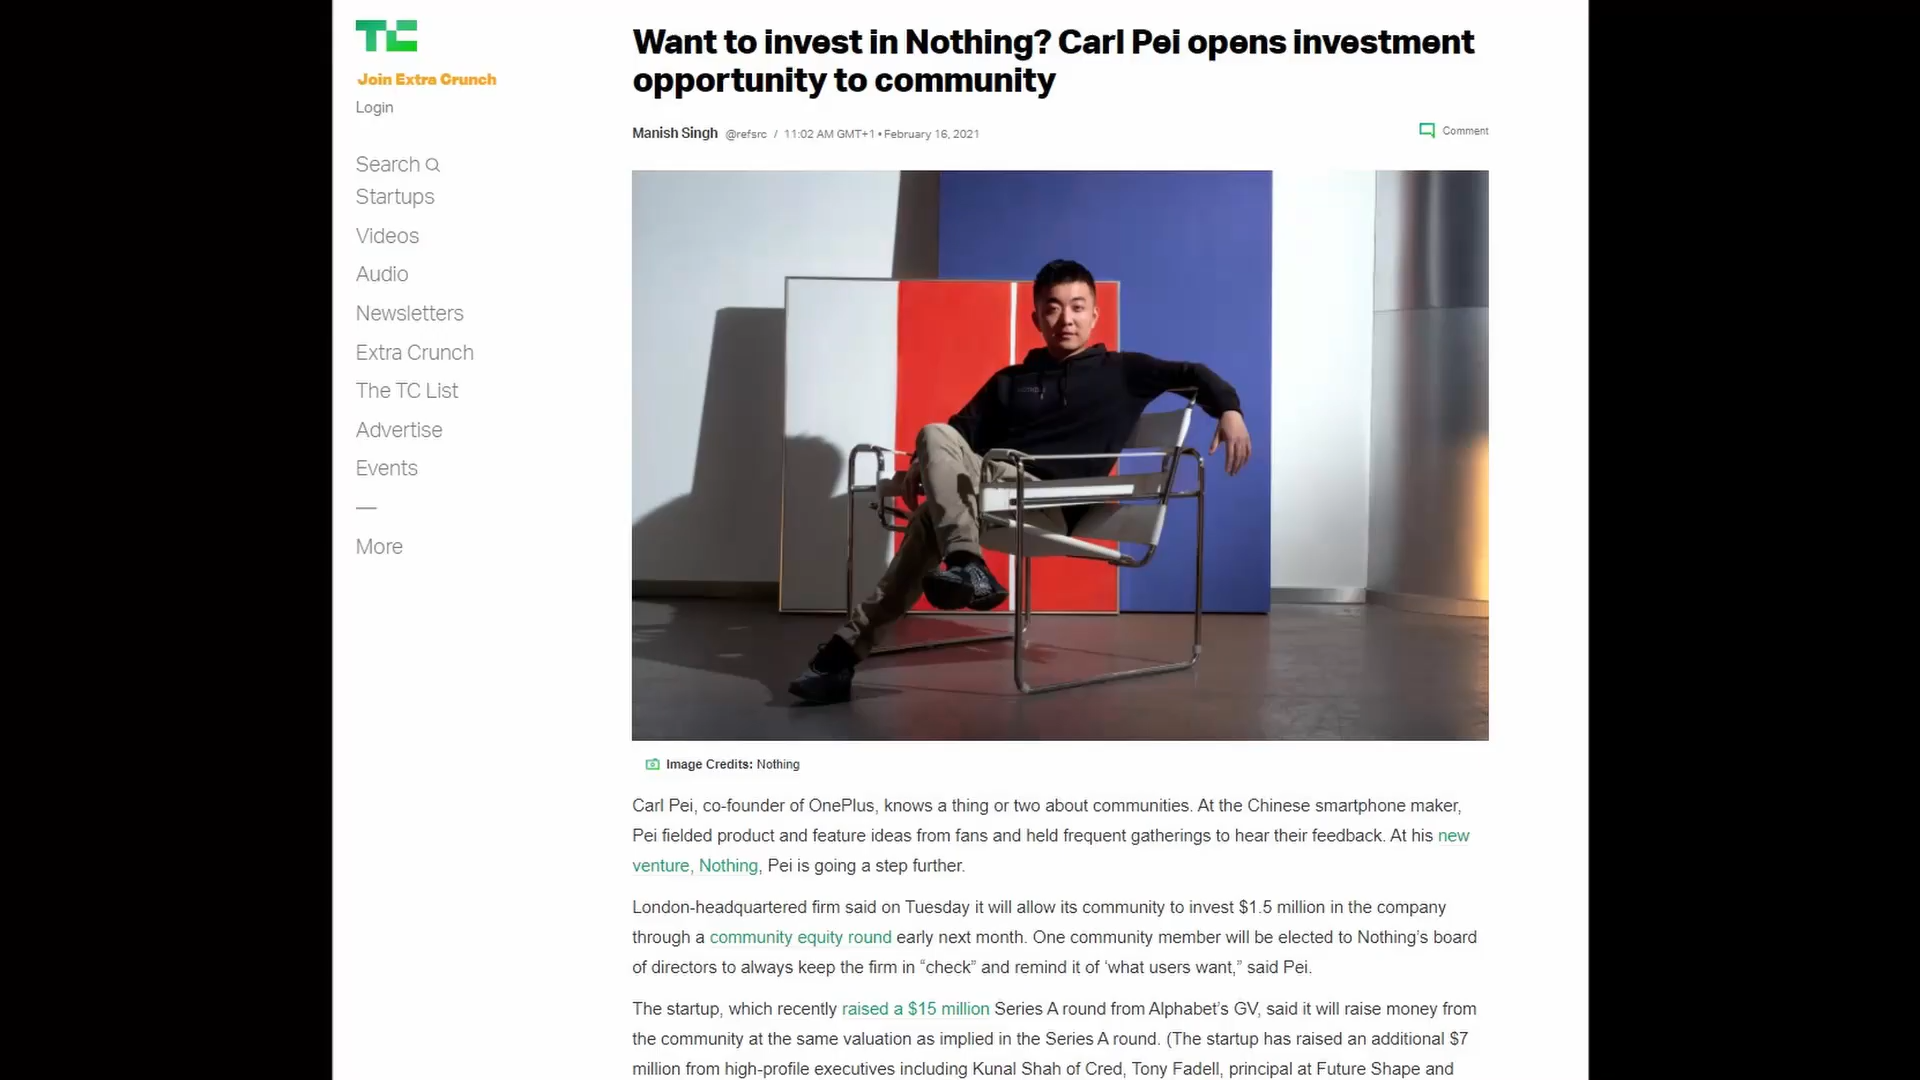 TC
Join Extra Crunch
Login
Search
Startups
Videos
Audio
Newsletters
Extra Crunch
The TC List
Advertise
Events
—
More
Want to invest in Nothing? Carl Pei opens investment
opportunity to community
Manish Singh @refsrc / 11:02 AM GMT+1 • February 16, 2021
Comment
Image Credits: Nothing
Carl Pei, co-founder of OnePlus, knows a thing or two about communities. At the Chinese smartphone maker,
Pei fielded product and feature ideas from fans and held frequent gatherings to hear their feedback. At his new
venture, Nothing, Pei is going a step further.
London-headquartered firm said on Tuesday it will allow its community to invest $1.5 million in the company
through a community equity round early next month. One community member will be elected to Nothing’s board
of directors to always keep the firm in “check” and remind it of ‘what users want,” said Pei.
The startup, which recently raised a $15 million Series A round from Alphabet’s GV, said it will raise money from
the community at the same valuation as implied in the Series A round. (The startup has raised an additional $7
million from high-profile executives including Kunal Shah of Cred, Tony Fadell, principal at Future Shape and